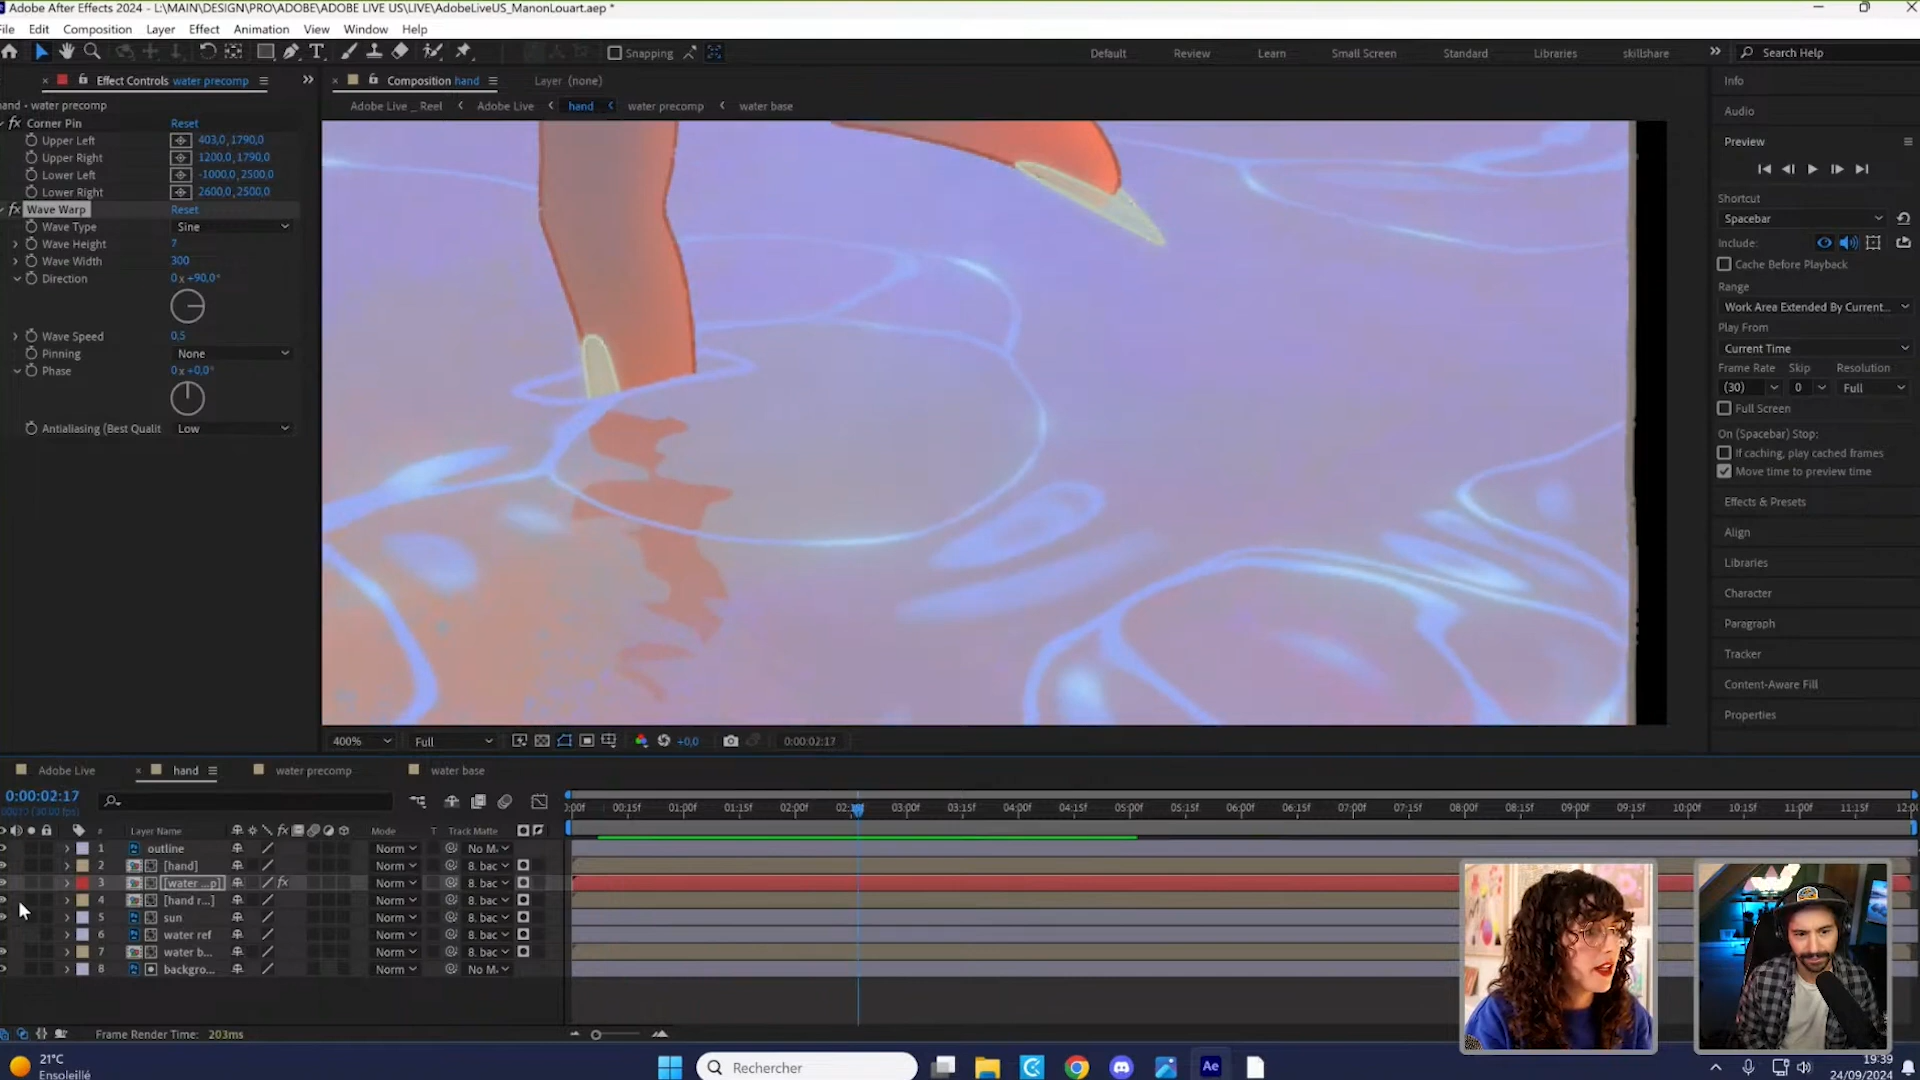 Adobe After Effects 2024 - L:\MAIN\DESIGN\PRO\ADOBE\ADOBE LIVE US\LIVE\AdobeLiveUS_ManonLouart.aep *
File Edit Composition Layer Effect Animation View Window Help
Snapping
Default Review Learn Small Screen Standard Libraries skillshare
Search Help
Effect Controls water precomp
Composition hand
Layer (none)
hand - water precomp
Adobe Live _ Reel Adobe Live hand water precomp water base
fx Corner Pin Reset
Upper Left 403,0,1790,0
Upper Right 1200,0,1790,0
Lower Left -1000,0,2500,0
Lower Right 2600,0,2500,0
fx Wave Warp Reset
Wave Type Sine
Wave Height 7
Wave Width 300
Direction 0 x +90,0°
Wave Speed 0,5
Pinning None
Phase 0 x +0,0°
Antialiasing (Best Qualit Low
Info
Audio
Preview
Shortcut
Spacebar
Include:
Cache Before Playback
Range
Work Area Extended By Current...
Play From
Current Time
Frame Rate Skip Resolution
(30) 0 Full
Full Screen
On (Spacebar) Stop:
If caching, play cached frames
Move time to preview time
Effects & Presets
Align
Libraries
Character
Paragraph
Tracker
Content-Aware Fill
Properties
400% Full +0,0 0:00:02:17
Adobe Live hand water precomp water base
0:00:02:17
:00f 00:15f 01:00f 01:15f 02:00f 03:00f 03:15f 04:00f 04:15f 05:00f 05:15f 06:00f 06:15f 07:00f 07:15f 08:00f 08:15f 09:00f 09:15f 10:00f 10:15f 11:00f 11:15f 12:0
# Layer Name fx Mode T Track Matte
1 outline Norm No M.
2 [hand] Norm 8. bac
3 [water ...p] fx Norm 8. bac
4 [hand r...] Norm 8. bac
5 sun Norm 8. bac
6 water ref Norm 8. bac
7 water b... Norm 8. bac
8 backgro... Norm No M.
Frame Render Time: 203ms
21°C
Ensoleillé
Rechercher
Ae
19:39
24/09/2024